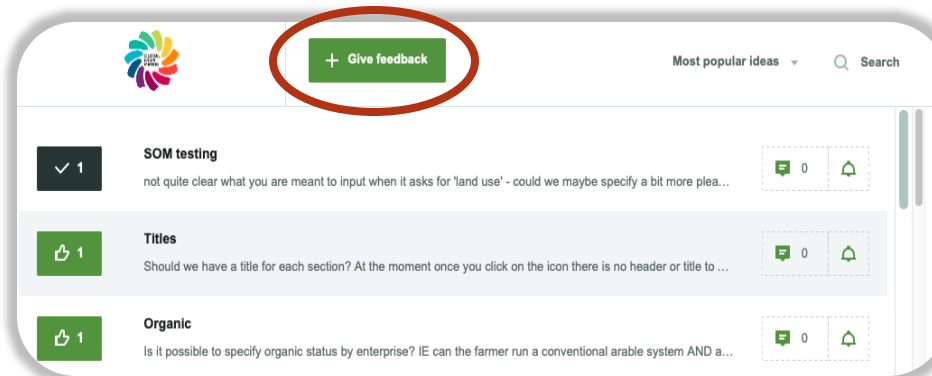 + Give feedback
Most popular ideas
Search
1
SOM testing
not quite clear what you are meant to input when it asks for 'land use' - could we maybe specify a bit more plea...
0
1
Titles
Should we have a title for each section? At the moment once you click on the icon there is no header or title to ...
0
1
Organic
Is it possible to specify organic status by enterprise? IE can the farmer run a conventional arable system AND a...
0